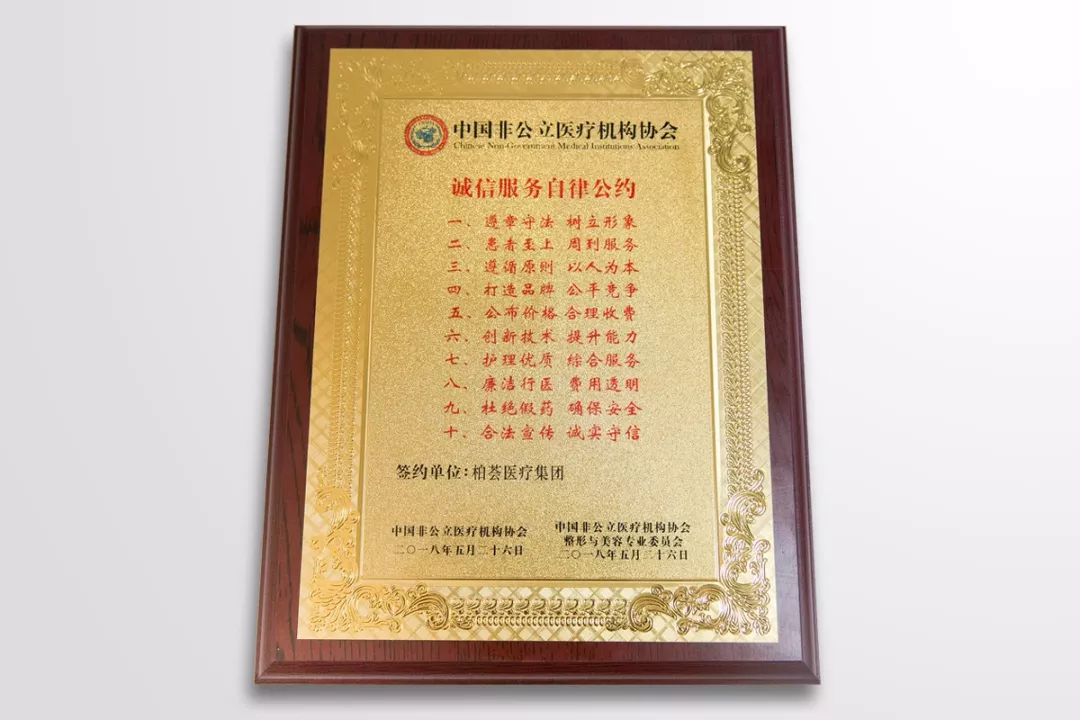 中国非公立医疗机构协会
Chinese Non-Government Medical Institutions Association
诚信服务自律公约
一、遵章守法 树立形象
二、患者至上 周到服务
三、遵循原则 以人为本
四、打造品牌 公平竞争
五、公布价格 合理收费
六、创新技术 提升能力
七、护理优质 综合服务
八、廉洁行医 费用透明
九、杜绝假药 确保安全
十、合法宣传 诚实守信
签约单位：柏荟医疗集团
中国非公立医疗机构协会
二〇一八年五月二十六日
中国非公立医疗机构协会
整形与美容专业委员会
二〇一八年五月二十六日